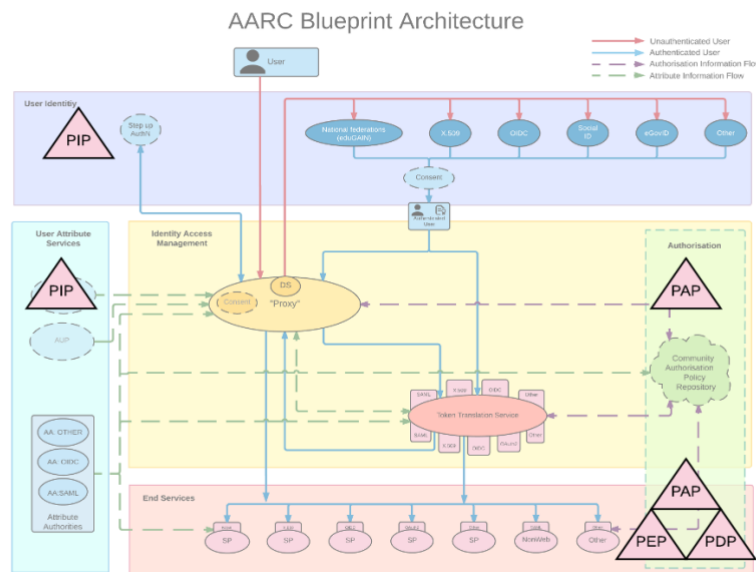 AARC Blueprint Architecture
Unauthenticated User
Authenticated User
Authorisation Information Flo
Attribute Information Flow
User
User Identity
PIP
Step up
AuthN
National federations
(eduGAIN)
X.509
OIDC
Social
ID
eGovID
Other
Consent
Authenticated
User
User Attribute
Services
Identity Access
Management
Authorisation
PIP
DS
Consent
"Proxy"
PAP
AUP
Community
Authorisation
Policy
Repository
SAML
X.509
OIDC
Other
Token Translation Service
SAML
X.509
OIDC
Other
AA: OTHER
AA: OIDC
AA:SAML
Attribute
Authorities
PAP
PEP
PDP
End Services
SP
SP
SP
SP
SP
NonWeb
Other